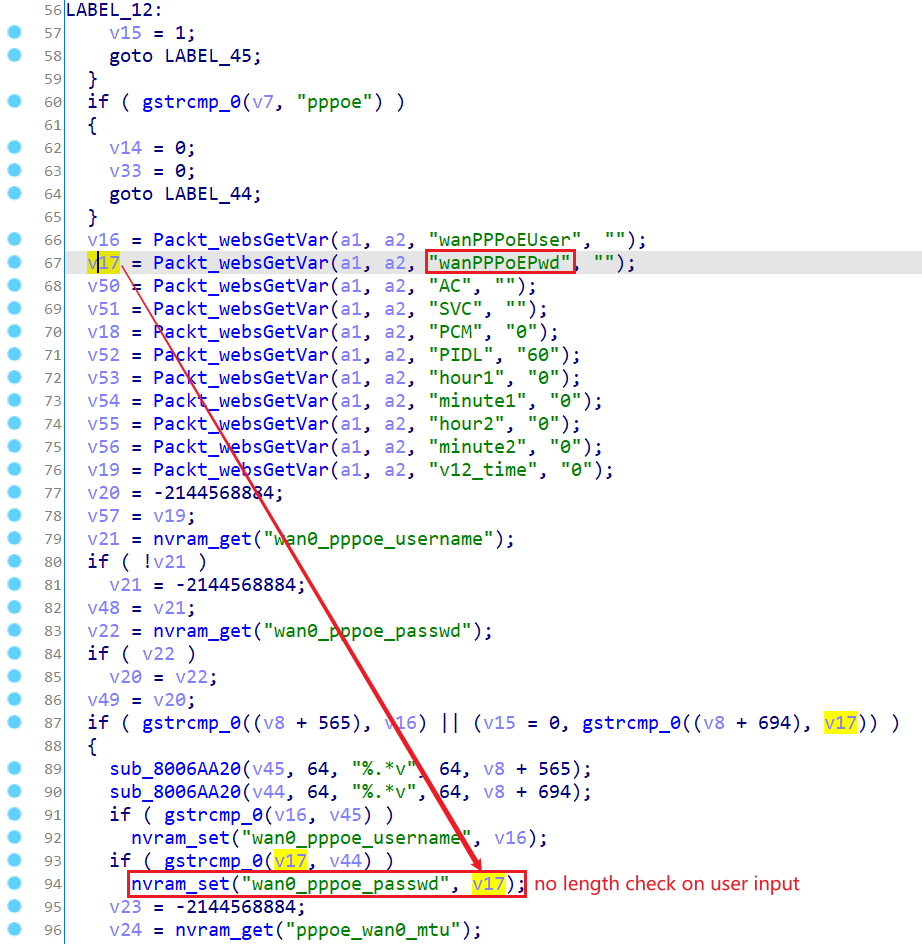 56 LABEL_12:
57 v15 = 1;
58 goto LABEL_45;
59 }
60 if ( gstrcmp_0(v7, "pppoe") )
61 {
62 v14 = 0;
63 v33 = 0;
64 goto LABEL_44;
65 }
66 v16 = Packt_websGetVar(a1, a2, "wanPPPoEUser", "");
67 v17 = Packt_websGetVar(a1, a2, "wanPPPoEPwd", "");
68 v50 = Packt_websGetVar(a1, a2, "AC", "");
69 v51 = Packt_websGetVar(a1, a2, "SVC", "");
70 v18 = Packt_websGetVar(a1, a2, "PCM", "0");
71 v52 = Packt_websGetVar(a1, a2, "PIDL", "60");
72 v53 = Packt_websGetVar(a1, a2, "hour1", "0");
73 v54 = Packt_websGetVar(a1, a2, "minute1", "0");
74 v55 = Packt_websGetVar(a1, a2, "hour2", "0");
75 v56 = Packt_websGetVar(a1, a2, "minute2", "0");
76 v19 = Packt_websGetVar(a1, a2, "v12_time", "0");
77 v20 = -2144568884;
78 v57 = v19;
79 v21 = nvram_get("wan0_pppoe_username");
80 if ( !v21 )
81 v21 = -2144568884;
82 v48 = v21;
83 v22 = nvram_get("wan0_pppoe_passwd");
84 if ( v22 )
85 v20 = v22;
86 v49 = v20;
87 if ( gstrcmp_0((v8 + 565), v16) || (v15 = 0, gstrcmp_0((v8 + 694), v17)) )
88 {
89 sub_8006AA20(v45, 64, "%.*v", 64, v8 + 565);
90 sub_8006AA20(v44, 64, "%.*v", 64, v8 + 694);
91 if ( gstrcmp_0(v16, v45) )
92 nvram_set("wan0_pppoe_username", v16);
93 if ( gstrcmp_0(v17, v44) )
94 nvram_set("wan0_pppoe_passwd", v17); no length check on user input
95 v23 = -2144568884;
96 v24 = nvram_get("pppoe_wan0_mtu");